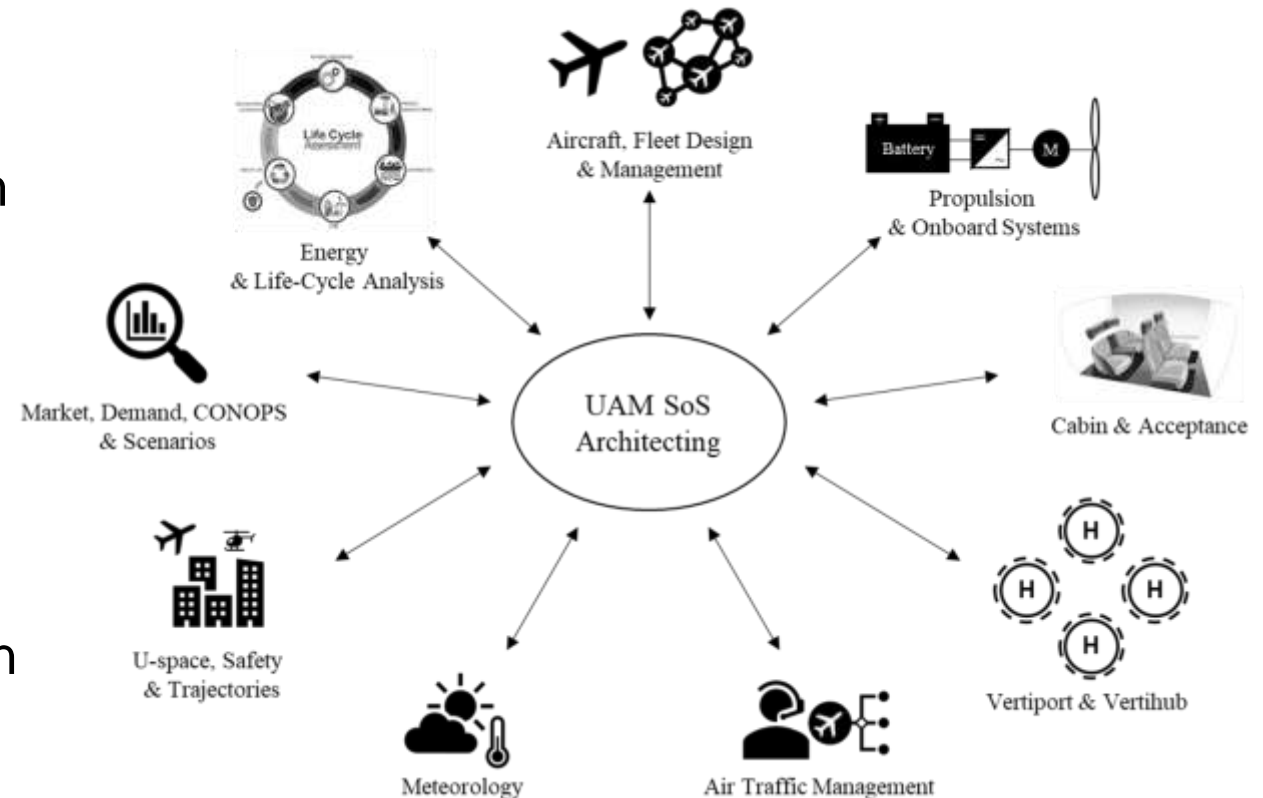 Aircraft, Fleet Design
& Management
Battery
M
Propulsion
& Onboard Systems
Life Cycle
Assessment
Energy
& Life-Cycle Analysis
n
Market, Demand, CONOPS
& Scenarios
UAM SoS
Architecting
Cabin & Acceptance
H
H
H
H
Vertiport & Vertihub
U-space, Safety
& Trajectories
n
Meteorology
Air Traffic Management